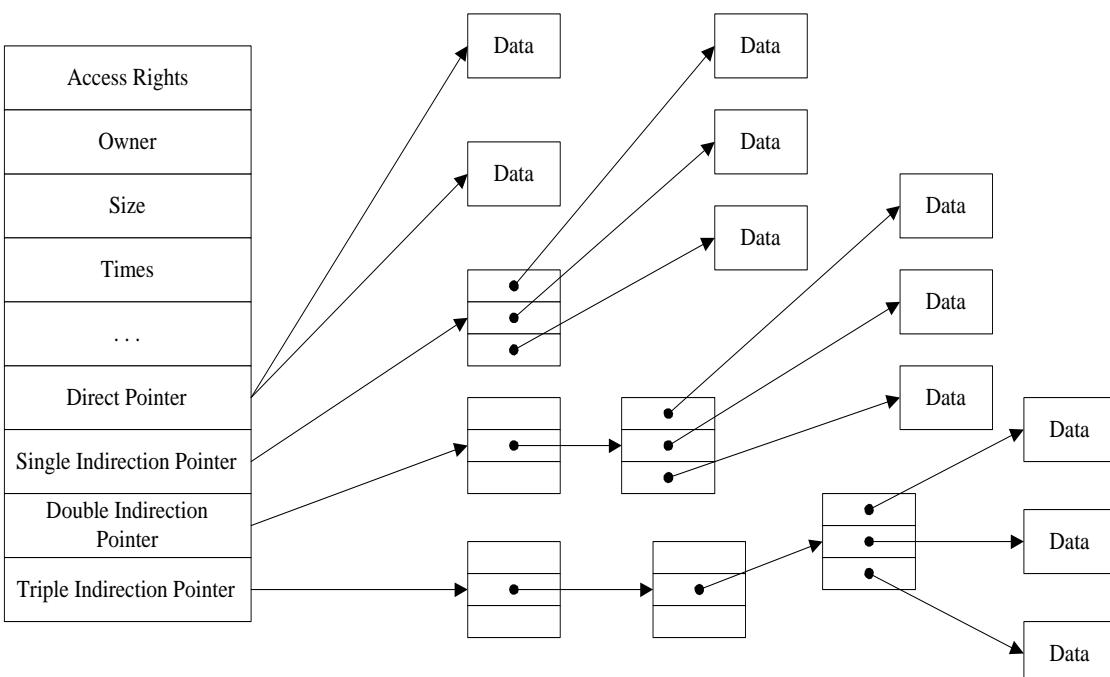 Access Rights
Owner
Size
Times
. . .
Direct Pointer
Single Indirection Pointer
Double Indirection
Pointer
Triple Indirection Pointer
Data
Data
Data
Data
Data
Data
Data
Data
Data
Data
Data